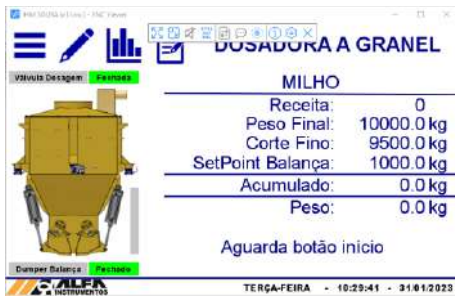 DOSADORA A GRANEL
Válvula Dosagem Fechada
MILHO
Receita: 0
Peso Final: 10000.0 kg
Corte Fino: 9500.0 kg
SetPoint Balança: 1000.0 kg
Acumulado: 0.0 kg
Peso: 0.0 kg
Aguarda botão inicio
Dumper Balança Fechado
ALFA
INSTRUMENTOS
TERÇA-FEIRA - 10:29:41 - 31/01/2023